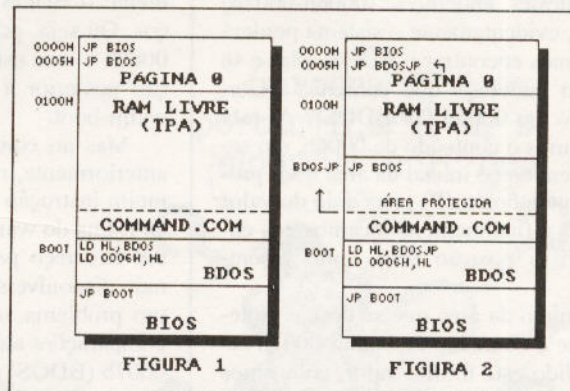 0000H JP BIOS
0005H JP BDOS
PÁGINA 0
0100H
RAM LIVRE
(TPA)
COMMAND.COM
BOOT LD HL,BDOS
LD 0006H,HL
BDOS
JP BOOT
BIOS
FIGURA 1
0000H JP BIOS
0005H JP BDOSJP
PÁGINA 0
0100H
RAM LIVRE
(TPA)
BDOSJP JP BDOS
ÁREA PROTEGIDA
COMMAND.COM
BOOT LD HL,BDOSJP
LD 0006H,HL
BDOS
JP BOOT
BIOS
FIGURA 2